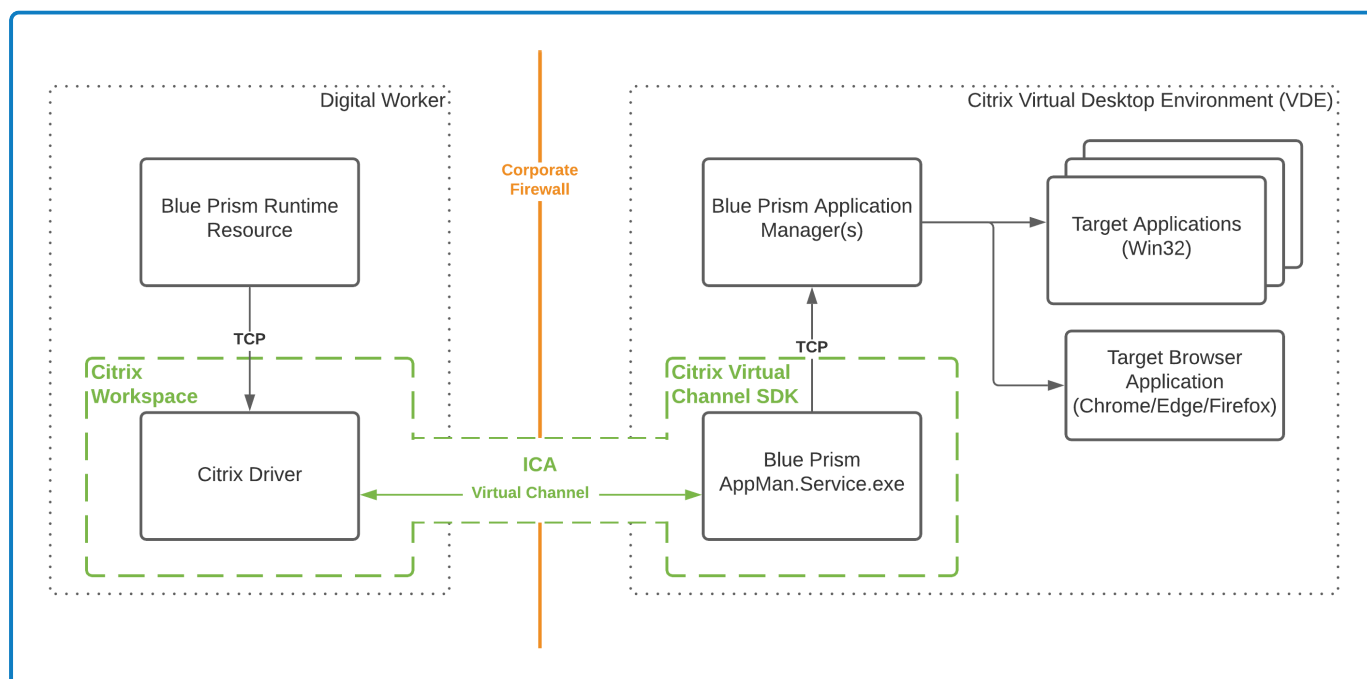 Digital Worker
Citrix Virtual Desktop Environment (VDE)
Corporate
Firewall
Blue Prism Runtime
Resource
Blue Prism Application
Manager(s)
Target Applications
(Win32)
TCP
TCP
Target Browser
Application
(Chrome/Edge/Firefox)
Citrix
Workspace
Citrix Virtual
Channel SDK
Citrix Driver
ICA
Virtual Channel
Blue Prism
AppMan.Service.exe